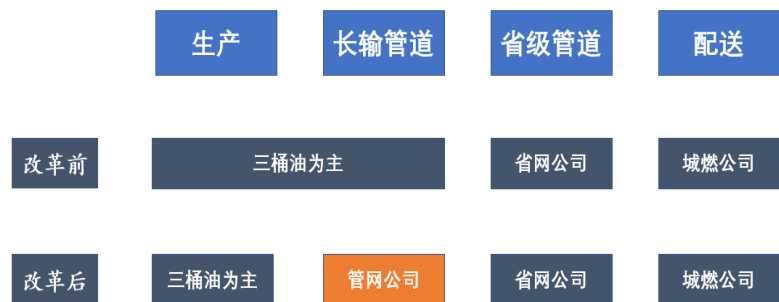 生产 长输管道 省级管道 配送
改革前 三桶油为主 省网公司 城燃公司
改革后 三桶油为主 管网公司 省网公司 城燃公司